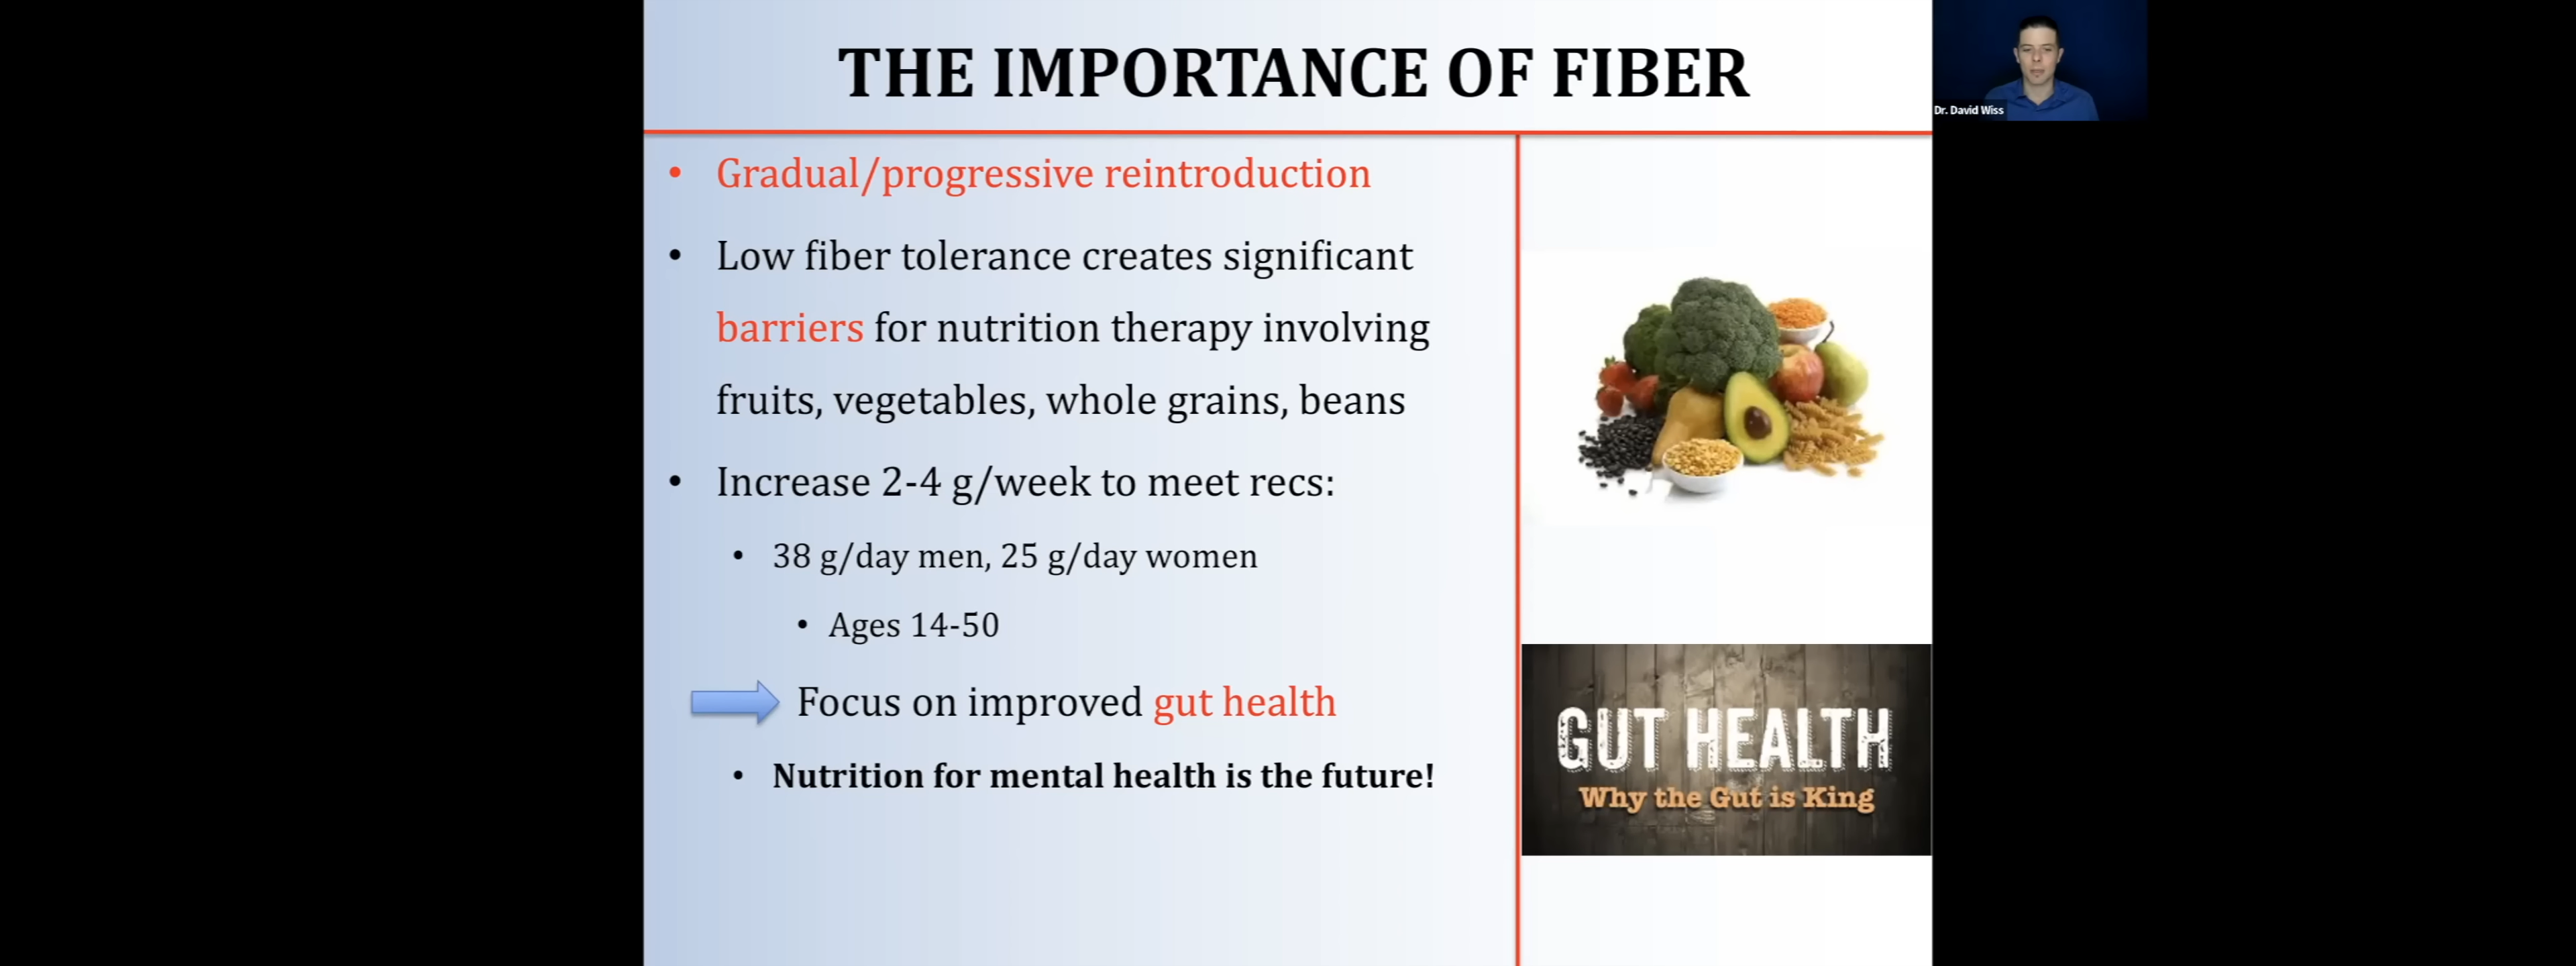 THE IMPORTANCE OF FIBER
Dr. David Wiss
• Gradual/progressive reintroduction
• Low fiber tolerance creates significant
barriers for nutrition therapy involving
fruits, vegetables, whole grains, beans
• Increase 2-4 g/week to meet recs:
• 38 g/day men, 25 g/day women
• Ages 14-50
Focus on improved gut health
• Nutrition for mental health is the future!
GUT HEALTH
Why the Gut is King